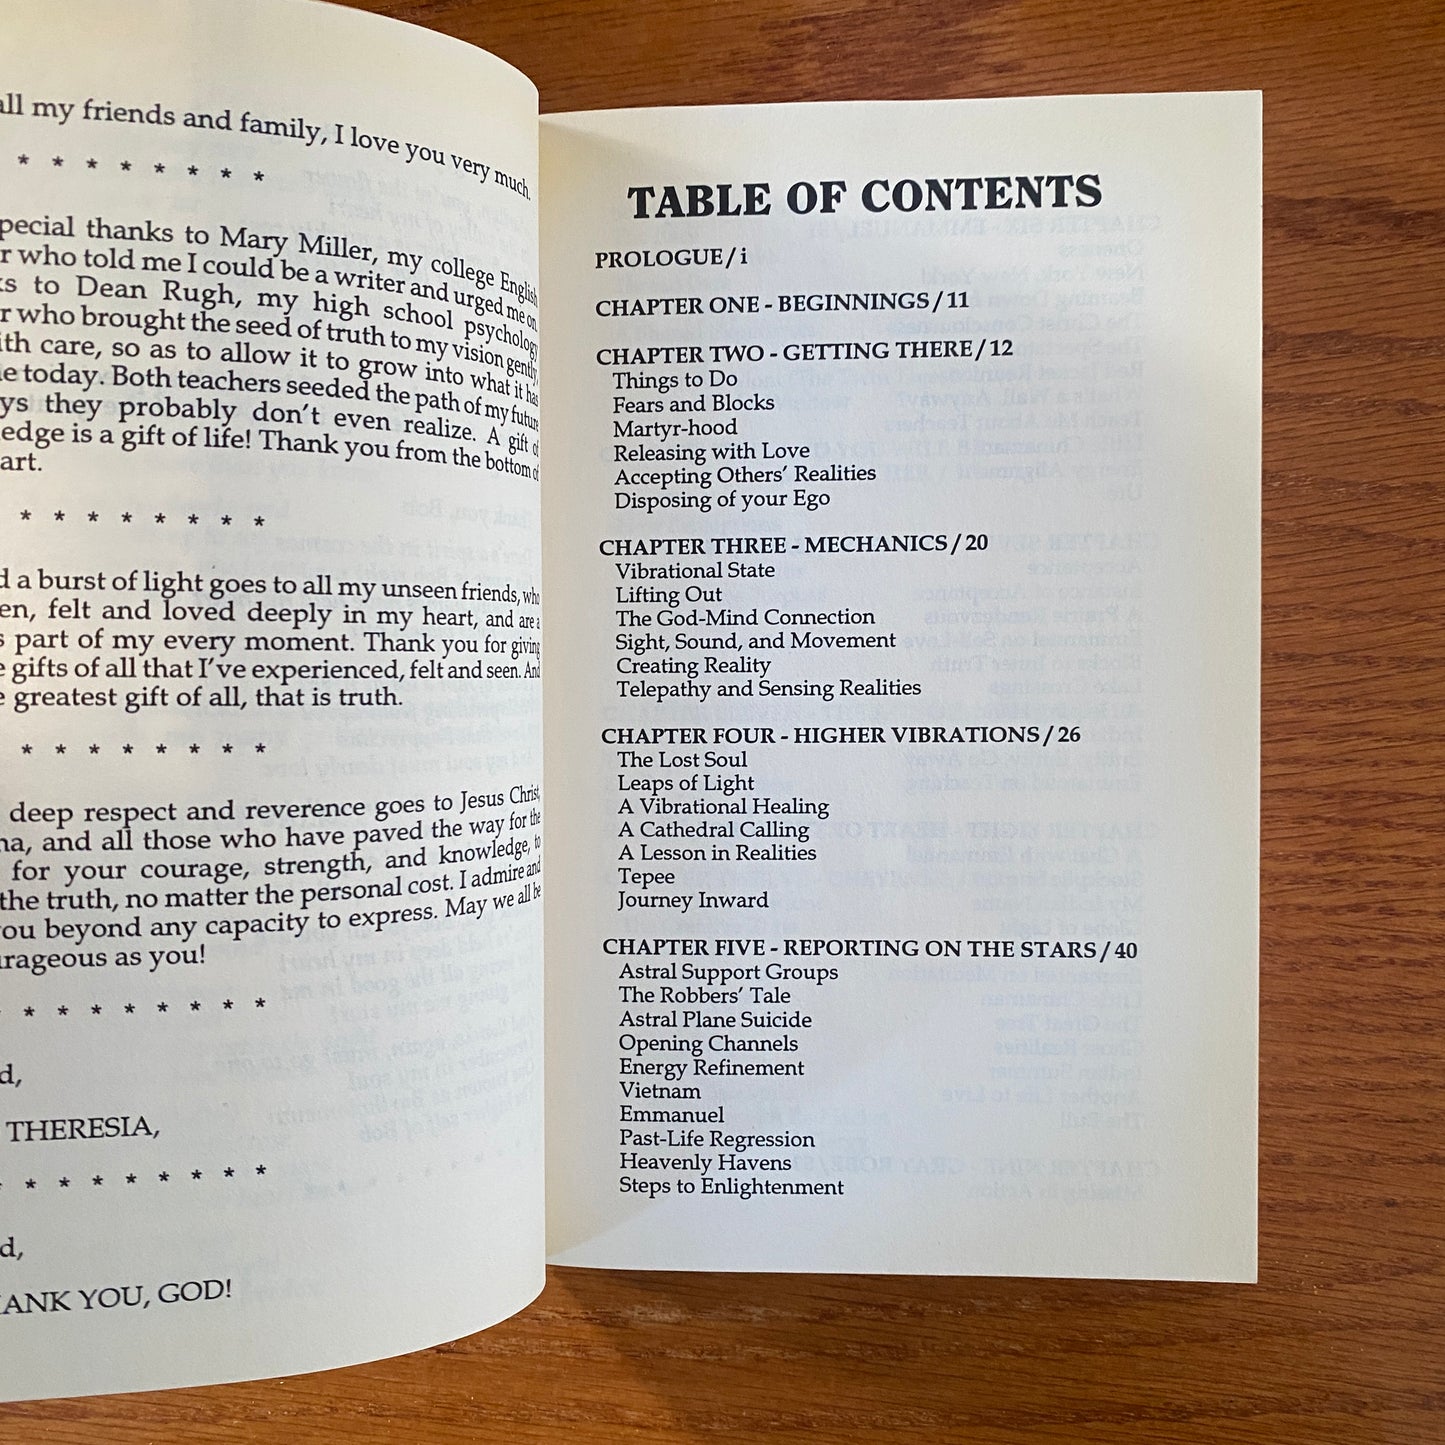 all my friends and family, I love you very much.
* * * * * * * *
pecial thanks to Mary Miller, my college English
r who told me I could be a writer and urged me on.
ks to Dean Rugh, my high school psychology
r who brought the seed of truth to my vision gently,
ith care, so as to allow it to grow into what it has
e today. Both teachers seeded the path of my future
ys they probably don't even realize. A gift of
edge is a gift of life! Thank you from the bottom of
art.
* * * * * * * *
d a burst of light goes to all my unseen friends, who
en, felt and loved deeply in my heart, and are a
s part of my every moment. Thank you for giving
e gifts of all that I've experienced, felt and seen. And
e greatest gift of all, that is truth.
* * * * * * * *
deep respect and reverence goes to Jesus Christ,
ha, and all those who have paved the way for the
for your courage, strength, and knowledge, to
the truth, no matter the personal cost. I admire and
you beyond any capacity to express. May we all be
urageous as you!
* * * * * * * * *
d,
THERESIA,
* * * * * * * * *
d,
ANK YOU, GOD!
TABLE OF CONTENTS
PROLOGUE/i
CHAPTER ONE - BEGINNINGS/11
CHAPTER TWO - GETTING THERE/12
Things to Do
Fears and Blocks
Martyr-hood
Releasing with Love
Accepting Others' Realities
Disposing of your Ego
CHAPTER THREE - MECHANICS/20
Vibrational State
Lifting Out
The God-Mind Connection
Sight, Sound, and Movement
Creating Reality
Telepathy and Sensing Realities
CHAPTER FOUR - HIGHER VIBRATIONS/26
The Lost Soul
Leaps of Light
A Vibrational Healing
A Cathedral Calling
A Lesson in Realities
Tepee
Journey Inward
CHAPTER FIVE - REPORTING ON THE STARS/40
Astral Support Groups
The Robbers' Tale
Astral Plane Suicide
Opening Channels
Energy Refinement
Vietnam
Emmanuel
Past-Life Regression
Heavenly Havens
Steps to Enlightenment